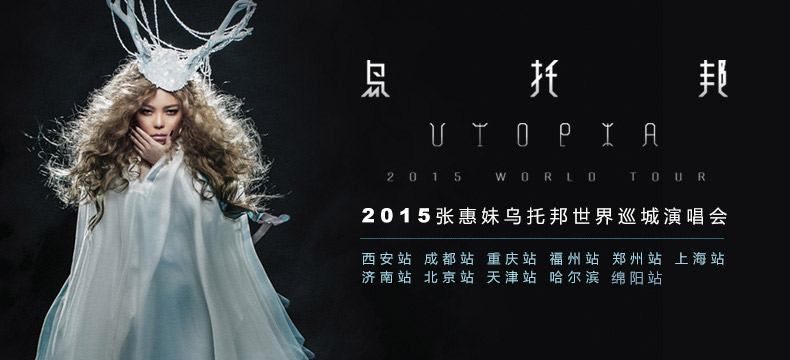 乌托邦
UTOPIA
2015 WORLD TOUR
2015张惠妹乌托邦世界巡城演唱会
西安站 成都站 重庆站 福州站 郑州站 上海站
济南站 北京站 天津站 哈尔滨 绵阳站